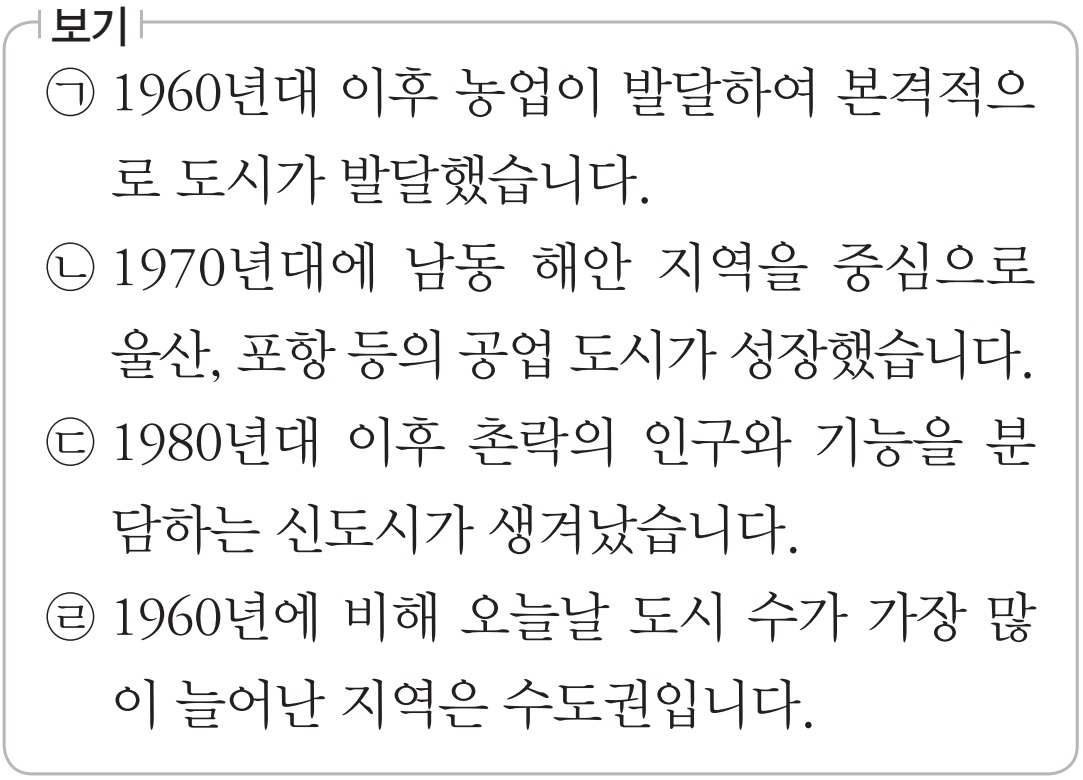 보기
㉠ 1960년대 이후 농업이 발달하여 본격적으
로 도시가 발달했습니다.
㉡ 1970년대에 남동 해안 지역을 중심으로
울산, 포항 등의 공업 도시가 성장했습니다.
㉢ 1980년대 이후 촌락의 인구와 기능을 분
담하는 신도시가 생겨났습니다.
㉣ 1960년에 비해 오늘날 도시 수가 가장 많
이 늘어난 지역은 수도권입니다.